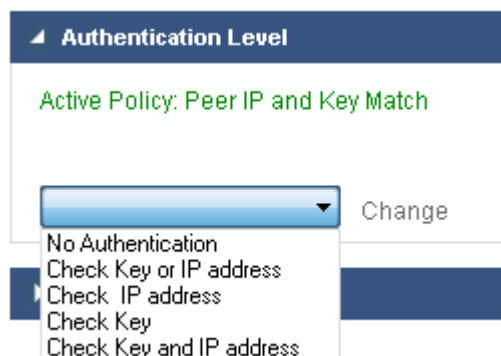 Authentication Level
Active Policy: Peer IP and Key Match
Change
No Authentication
Check Key or IP address
Check IP address
Check Key
Check Key and IP address